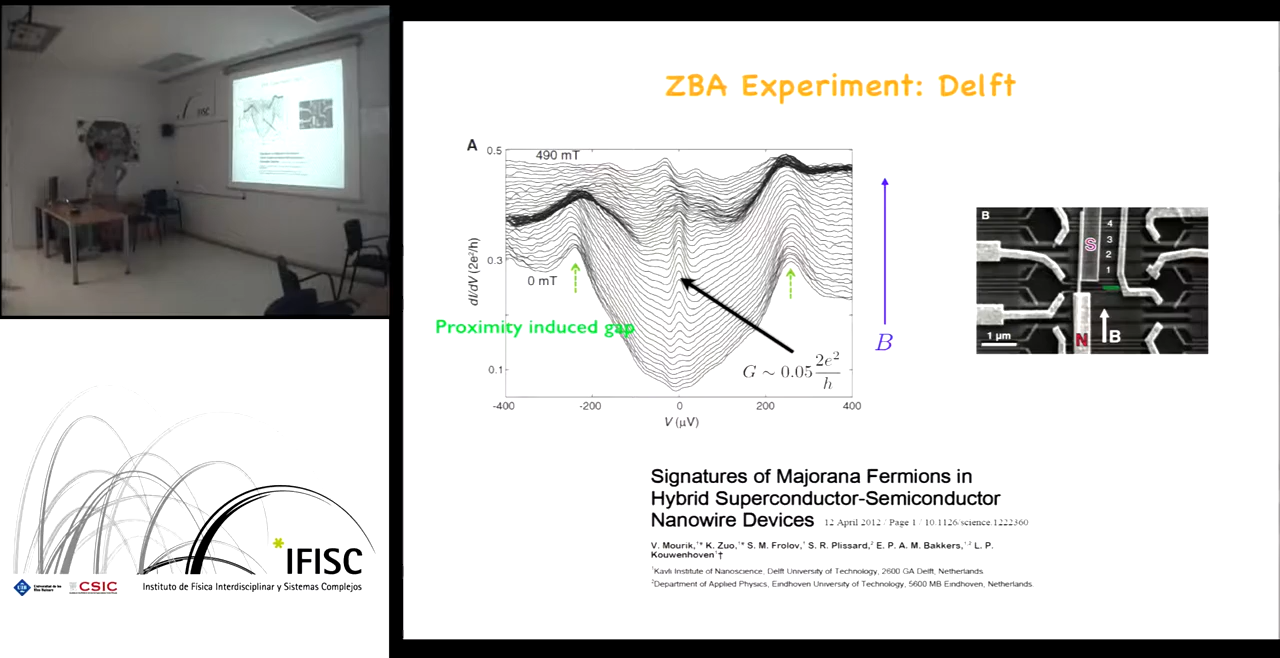 ZBA Experiment: Delft
A
0.5
490 mT
0.3
0 mT
0.1
dI/dV (2e²/h)
-400 -200 0 200 400
V (μV)
Proximity induced gap
G ∼ 0.05 2e²/h
B
B
S
4
3
2
1
N
B
1 μm
Signatures of Majorana Fermions in
Hybrid Superconductor-Semiconductor
Nanowire Devices 12 April 2012 / Page 1 / 10.1126/science.1222360
V. Mourik,¹* K. Zuo,¹* S. M. Frolov,¹ S. R. Plissard,² E. P. A. M. Bakkers,¹,² L. P.
Kouwenhoven¹†
¹Kavli Institute of Nanoscience, Delft University of Technology, 2600 GA Delft, Netherlands.
²Department of Applied Physics, Eindhoven University of Technology, 5600 MB Eindhoven, Netherlands.
*IFISC
CSIC
Instituto de Física Interdisciplinar y Sistemas Complejos